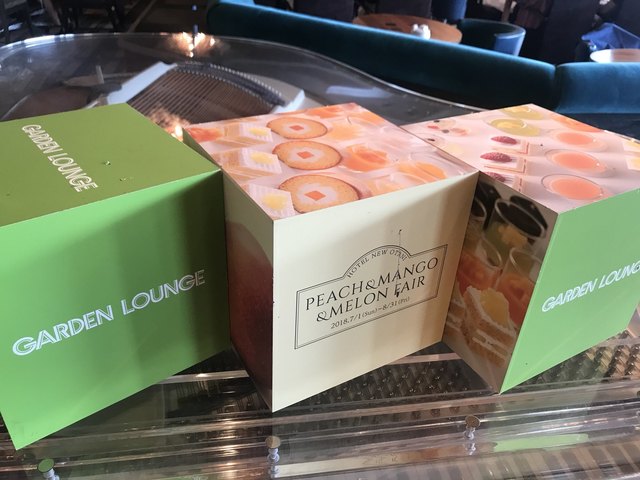 GARDEN LOUNGE
GARDEN LOUNGE
HOTEL NEW OTANI
PEACH&MANGO
&MELON FAIR
2018.7/1(Sun)–8/31(Fri)
GARDEN LOUNGE